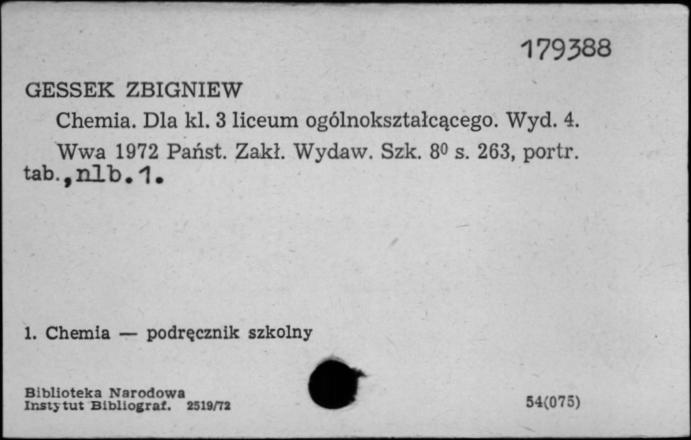 179388
GESSEK ZBIGNIEW
Chemia. Dla kl. 3 liceum ogólnokształcącego. Wyd. 4.
Wwa 1972 Państ. Zakł. Wydaw. Szk. 8⁰ s. 263, portr.
tab.,nlb.1.
1. Chemia — podręcznik szkolny
Biblioteka Narodowa
Instytut Bibliograf. 2519/72
54(075)